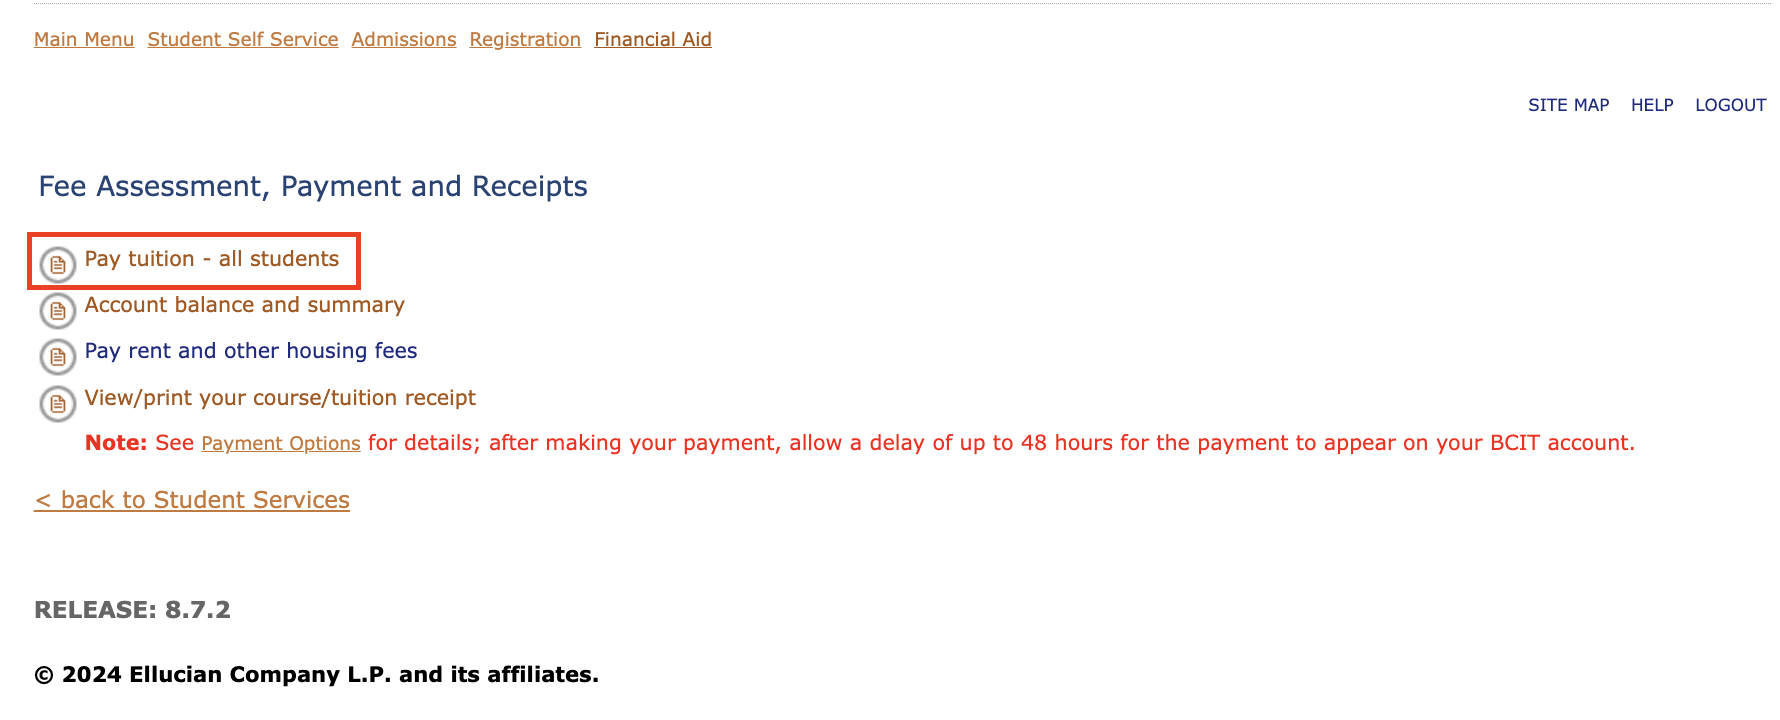 Main Menu Student Self Service Admissions Registration Financial Aid
SITE MAP HELP LOGOUT
Fee Assessment, Payment and Receipts
Pay tuition - all students
Account balance and summary
Pay rent and other housing fees
View/print your course/tuition receipt
Note: See Payment Options for details; after making your payment, allow a delay of up to 48 hours for the payment to appear on your BCIT account.
< back to Student Services
RELEASE: 8.7.2
© 2024 Ellucian Company L.P. and its affiliates.